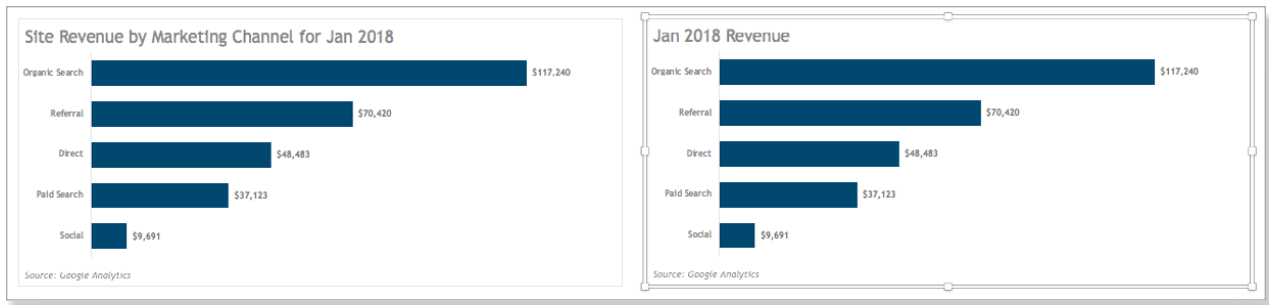 Site Revenue by Marketing Channel for Jan 2018
Organic Search $117,240
Referral $70,420
Direct $48,483
Paid Search $37,123
Social $9,691
Source: Google Analytics
Jan 2018 Revenue
Organic Search $117,240
Referral $70,420
Direct $48,483
Paid Search $37,123
Social $9,691
Source: Google Analytics